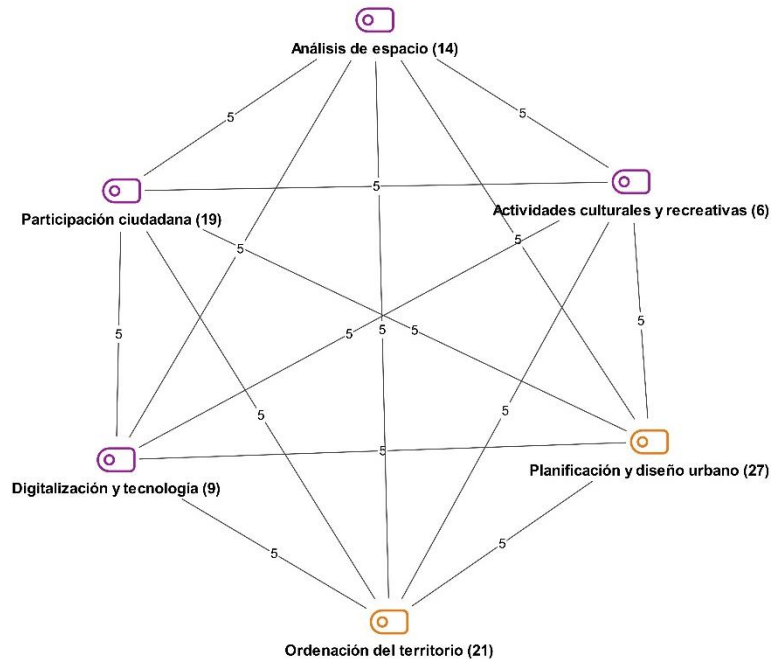 Análisis de espacio (14)
5
5
5
Participación ciudadana (19)
Actividades culturales y recreativas (6)
5
5
5
5
5
5
5
5
5
5
Digitalización y tecnología (9)
5
Planificación y diseño urbano (27)
5
5
Ordenación del territorio (21)